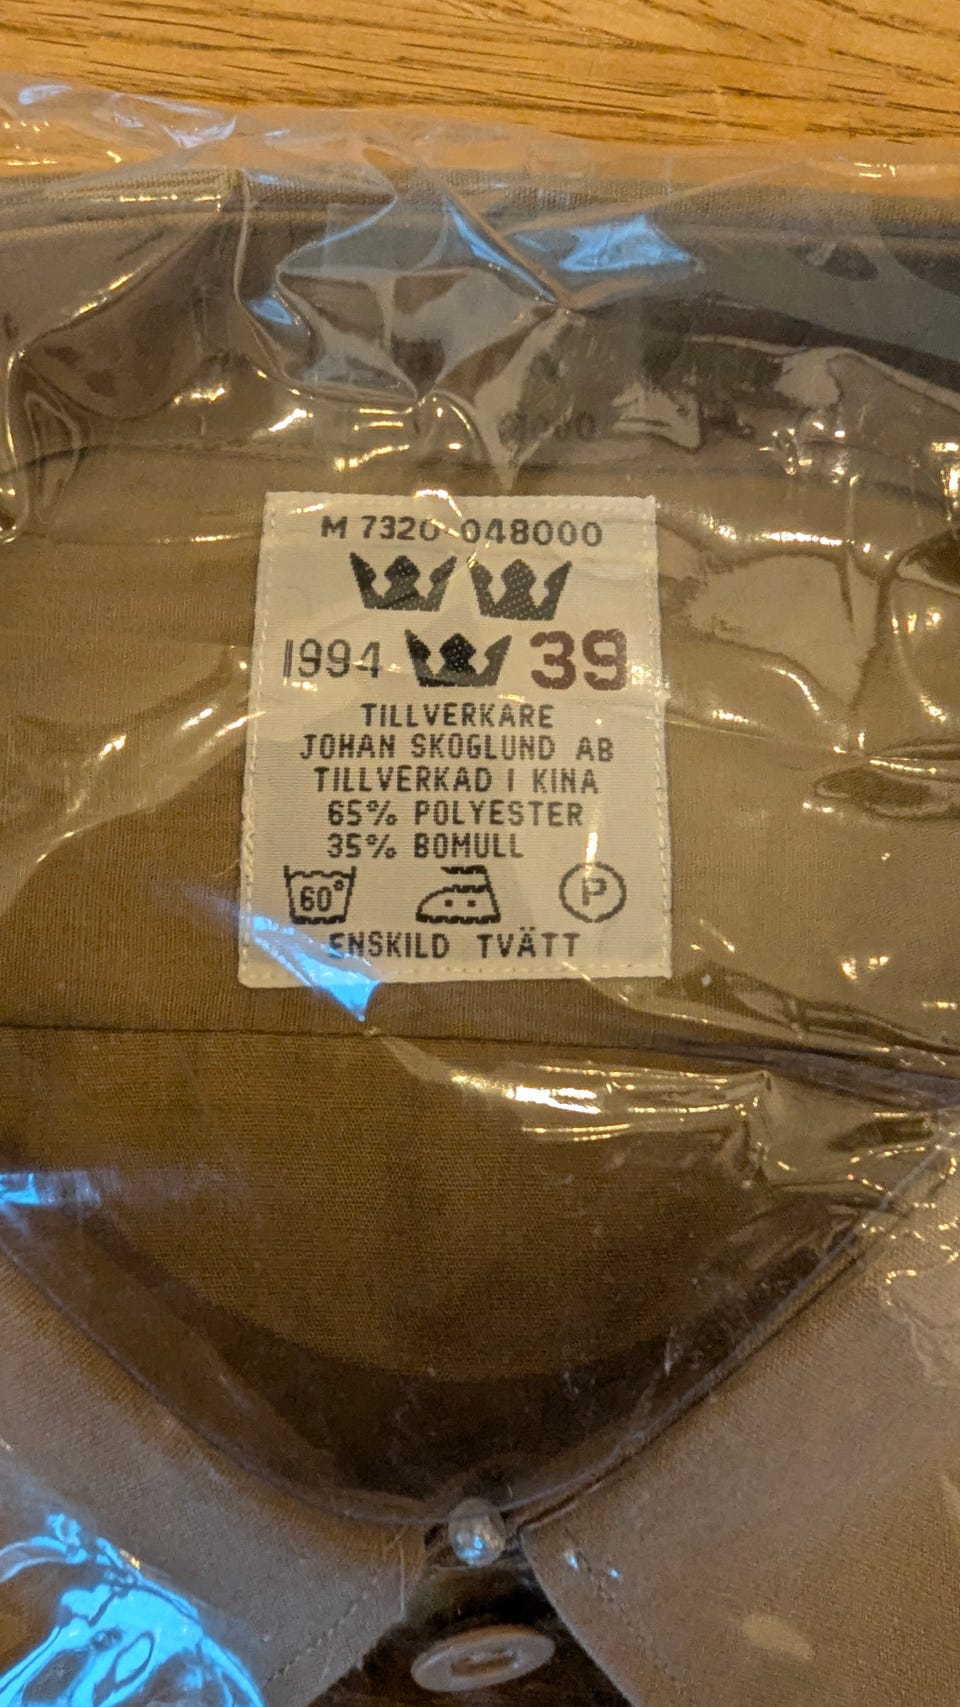 M 7320-048000
1994 39
TILLVERKARE
JOHAN SKOGLUND AB
TILLVERKAD I KINA
65% POLYESTER
35% BOMULL
60° P
ENSKILD TVÄTT